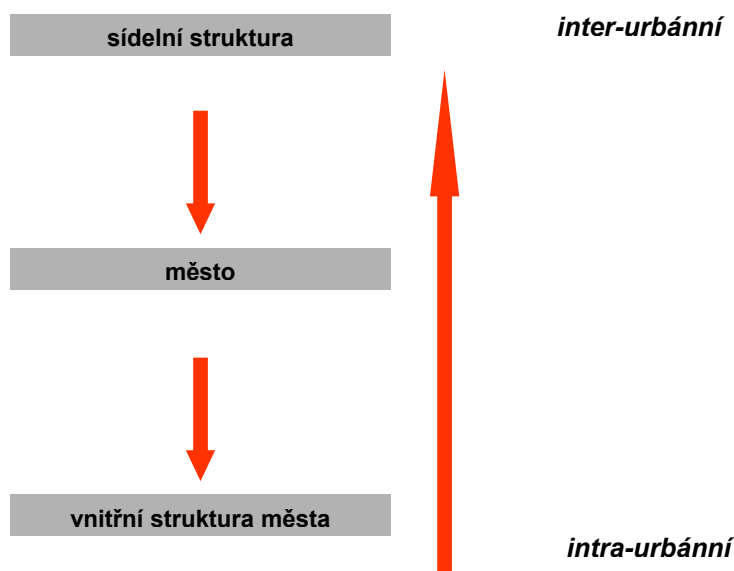 inter-urbánní
sídelní struktura
město
vnitřní struktura města
intra-urbánní